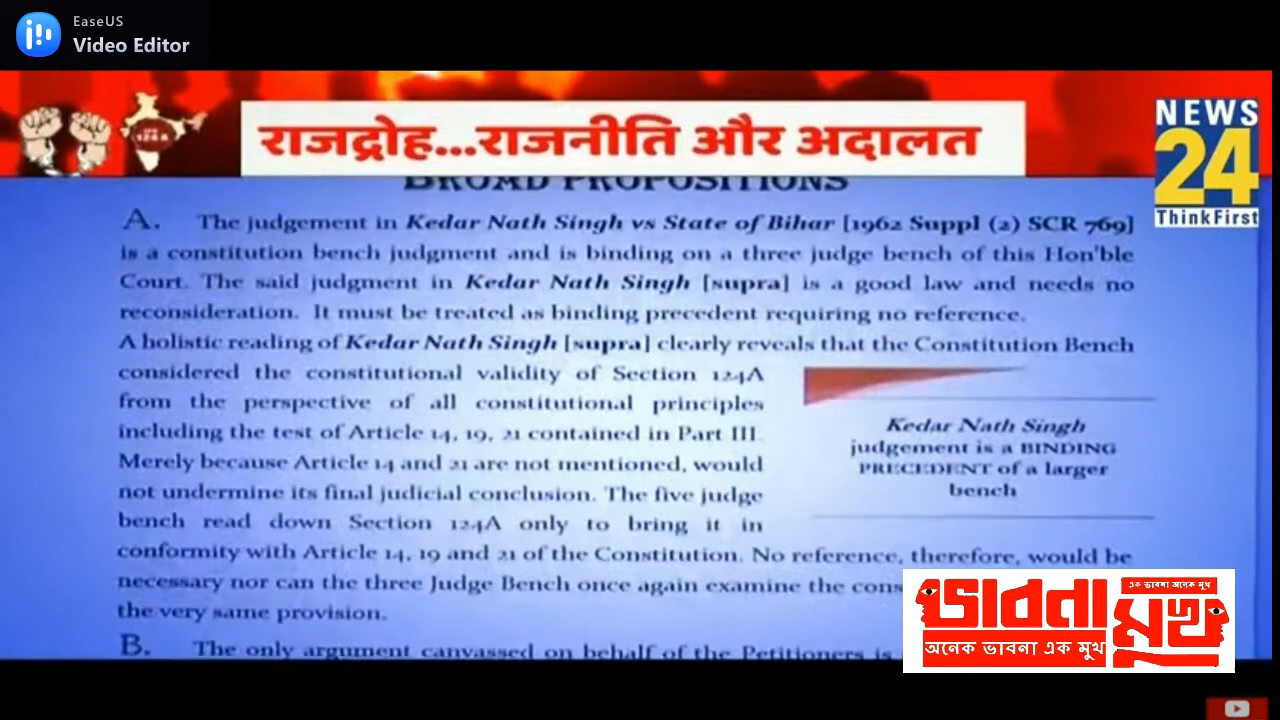 EaseUS
Video Editor
राजद्रोह...राजनीति और अदालत
NEWS
24
Think First
BROAD PROPOSITIONS
A. The judgement in Kedar Nath Singh vs State of Bihar [1962 Suppl (2) SCR 769]
is a constitution bench judgment and is binding on a three judge bench of this Hon'ble
Court. The said judgment in Kedar Nath Singh [supra] is a good law and needs no
reconsideration. It must be treated as binding precedent requiring no reference.
A holistic reading of Kedar Nath Singh [supra] clearly reveals that the Constitution Bench
considered the constitutional validity of Section 124A
from the perspective of all constitutional principles
including the test of Article 14, 19, 21 contained in Part III.
Merely because Article 14 and 21 are not mentioned, would
not undermine its final judicial conclusion. The five judge
bench read down Section 124A only to bring it in
conformity with Article 14, 19 and 21 of the Constitution. No reference, therefore, would be
necessary nor can the three Judge Bench once again examine the cons
the very same provision.
Kedar Nath Singh
judgement is a BINDING
PRECEDENT of a larger
bench
B. The only argument canvassed on behalf of the Petitioners is
এক ভাবনা অনেক মুখ
ভাবনা
মুখ
অনেক ভাবনা এক মুখ